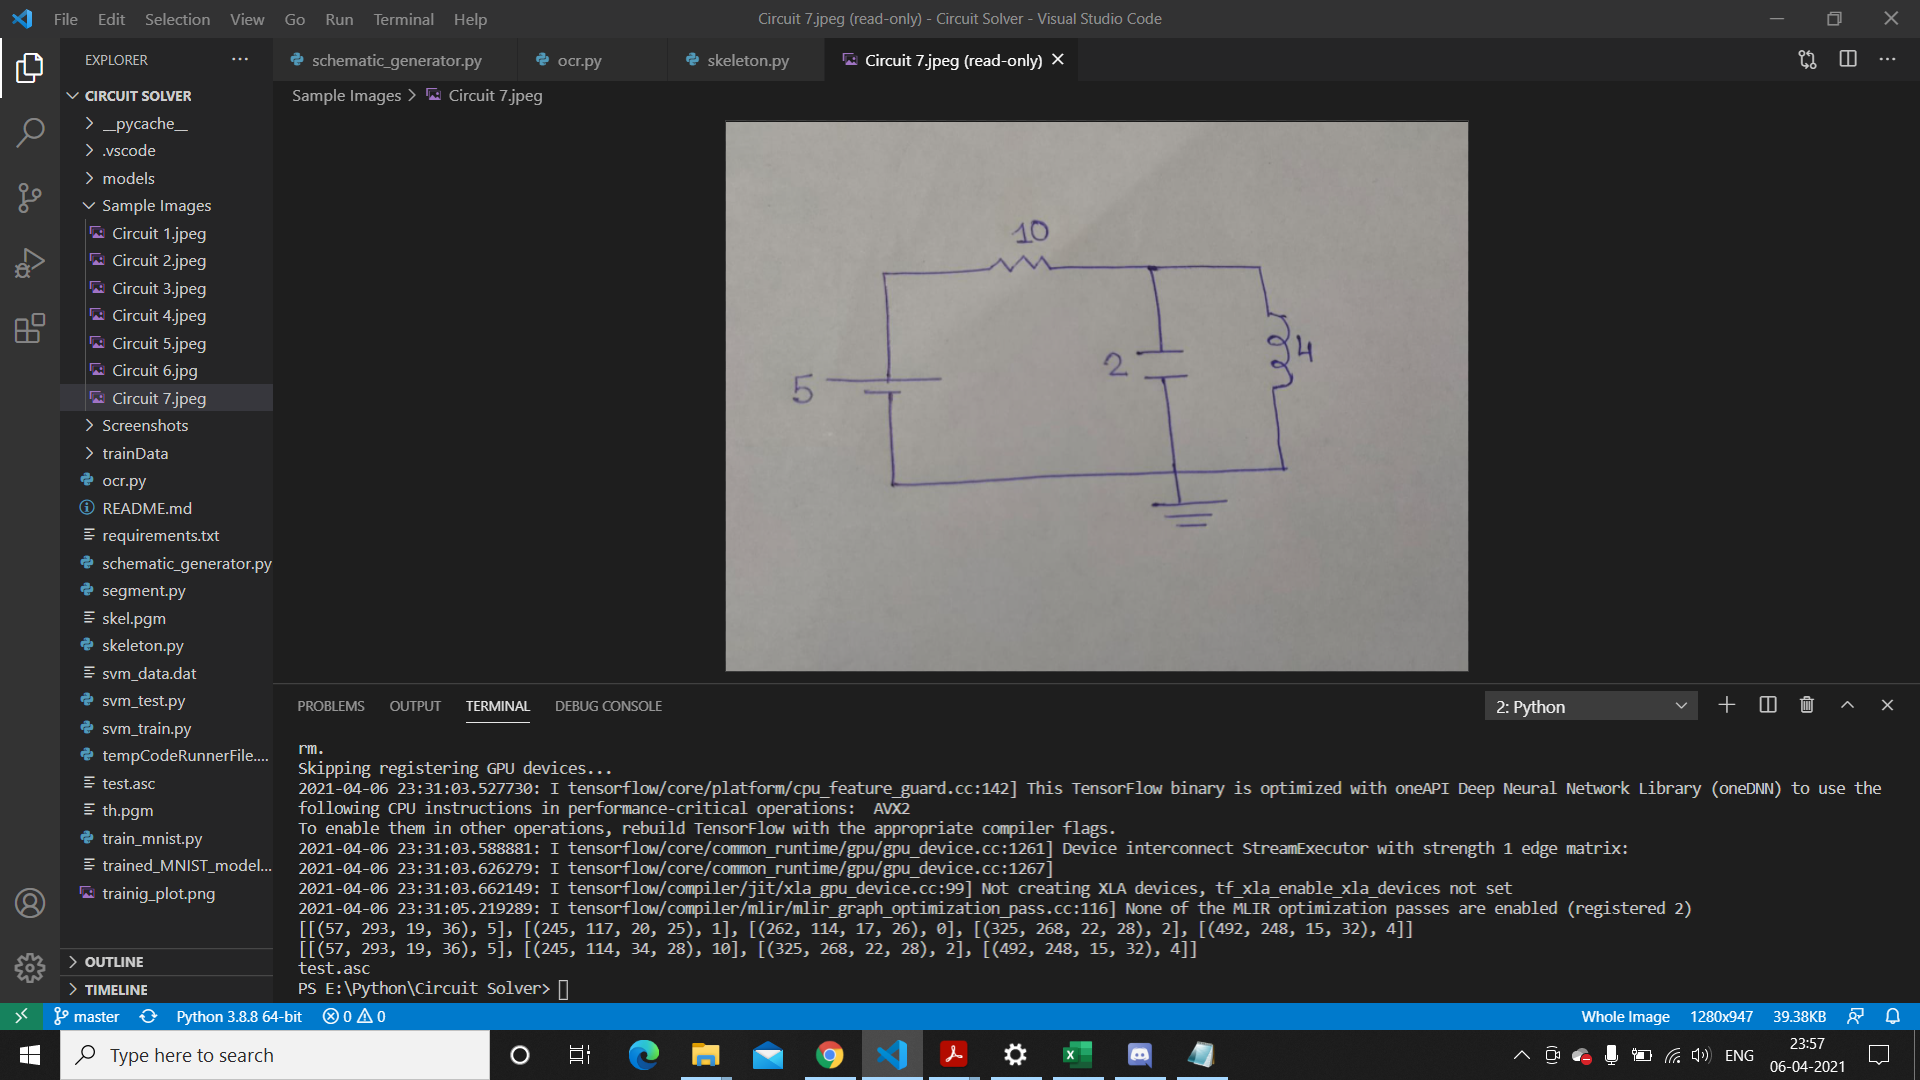 File Edit Selection View Go Run Terminal Help
Circuit 7.jpeg (read-only) - Circuit Solver - Visual Studio Code
EXPLORER
schematic_generator.py
ocr.py
skeleton.py
Circuit 7.jpeg (read-only)
Sample Images > Circuit 7.jpeg
CIRCUIT SOLVER
__pycache__
.vscode
models
Sample Images
Circuit 1.jpeg
Circuit 2.jpeg
Circuit 3.jpeg
Circuit 4.jpeg
Circuit 5.jpeg
Circuit 6.jpg
Circuit 7.jpeg
Screenshots
trainData
ocr.py
README.md
requirements.txt
schematic_generator.py
segment.py
skel.pgm
skeleton.py
svm_data.dat
svm_test.py
svm_train.py
tempCodeRunnerFile....
test.asc
th.pgm
train_mnist.py
trained_MNIST_model...
trainig_plot.png
OUTLINE
TIMELINE
10
5
2
4
PROBLEMS OUTPUT TERMINAL DEBUG CONSOLE
2: Python
rm.
Skipping registering GPU devices...
2021-04-06 23:31:03.527730: I tensorflow/core/platform/cpu_feature_guard.cc:142] This TensorFlow binary is optimized with oneAPI Deep Neural Network Library (oneDNN) to use the
following CPU instructions in performance-critical operations:  AVX2
To enable them in other operations, rebuild TensorFlow with the appropriate compiler flags.
2021-04-06 23:31:03.588881: I tensorflow/core/common_runtime/gpu/gpu_device.cc:1261] Device interconnect StreamExecutor with strength 1 edge matrix:
2021-04-06 23:31:03.626279: I tensorflow/core/common_runtime/gpu/gpu_device.cc:1267]
2021-04-06 23:31:03.662149: I tensorflow/compiler/jit/xla_gpu_device.cc:99] Not creating XLA devices, tf_xla_enable_xla_devices not set
2021-04-06 23:31:05.219289: I tensorflow/compiler/mlir/mlir_graph_optimization_pass.cc:116] None of the MLIR optimization passes are enabled (registered 2)
[[(57, 293, 19, 36), 5], [(245, 117, 20, 25), 1], [(262, 114, 17, 26), 0], [(325, 268, 22, 28), 2], [(492, 248, 15, 32), 4]]
[[(57, 293, 19, 36), 5], [(245, 114, 34, 28), 10], [(325, 268, 22, 28), 2], [(492, 248, 15, 32), 4]]
test.asc
PS E:\Python\Circuit Solver>
master Python 3.8.8 64-bit 0 0
Whole Image 1280x947 39.38KB
Type here to search
ENG
23:57
06-04-2021